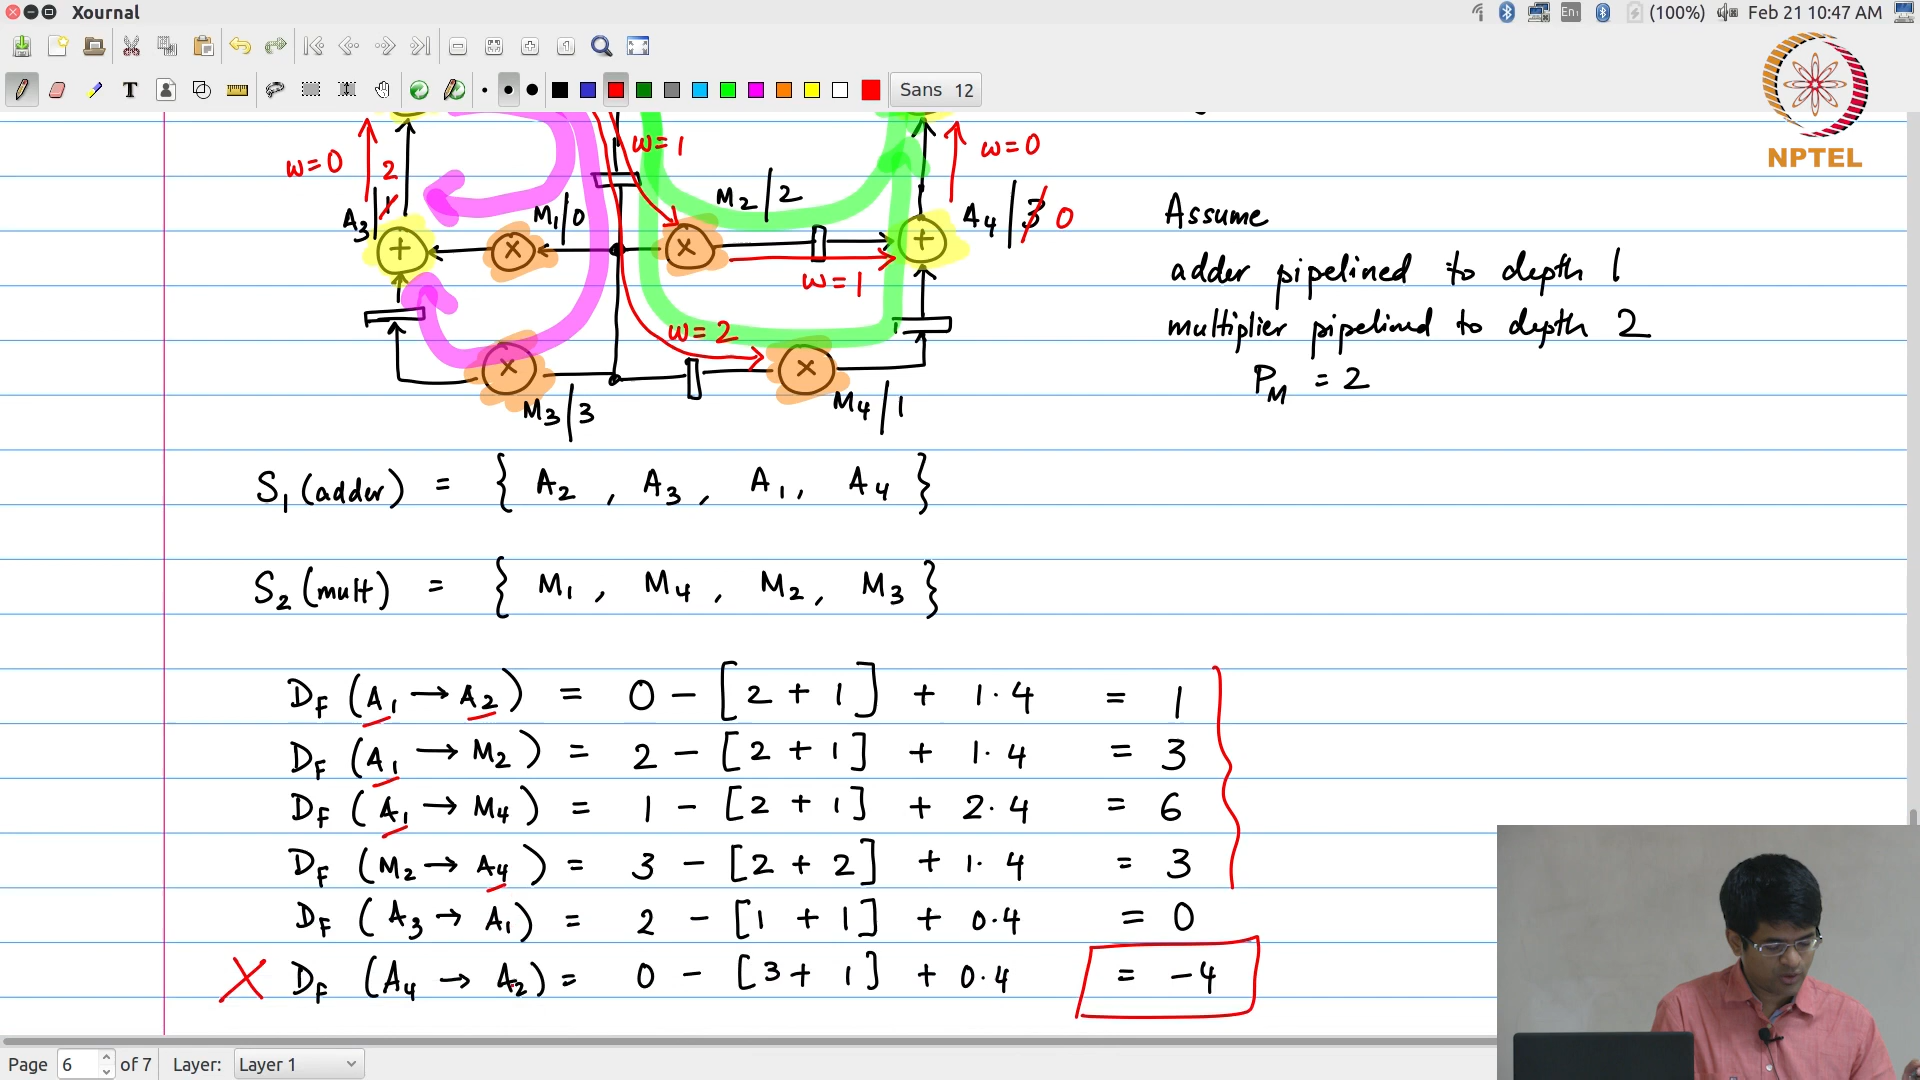 Xournal
(100%) Feb 21 10:47 AM
En1
Sans 12
NPTEL
w=0 2
w=1
w=0
A3|1
M1|0
M2|2
A4|3 0
w=1
w=2
M3|3
M4|1
Assume
adder pipelined to depth 1
multiplier pipelined to depth 2
PM = 2
S1 (adder) = { A2 , A3 , A1 , A4 }
S2 (mult) = { M1 , M4 , M2 , M3 }
DF (A1 → A2) = 0 - [2 + 1] + 1·4 = 1
DF (A1 → M2) = 2 - [2 + 1] + 1·4 = 3
DF (A1 → M4) = 1 - [2 + 1] + 2·4 = 6
DF (M2 → A4) = 3 - [2 + 2] + 1·4 = 3
DF (A3 → A1) = 2 - [1 + 1] + 0·4 = 0
X DF (A4 → A2) = 0 - [3 + 1] + 0·4 = -4
Page 6 of 7 Layer: Layer 1